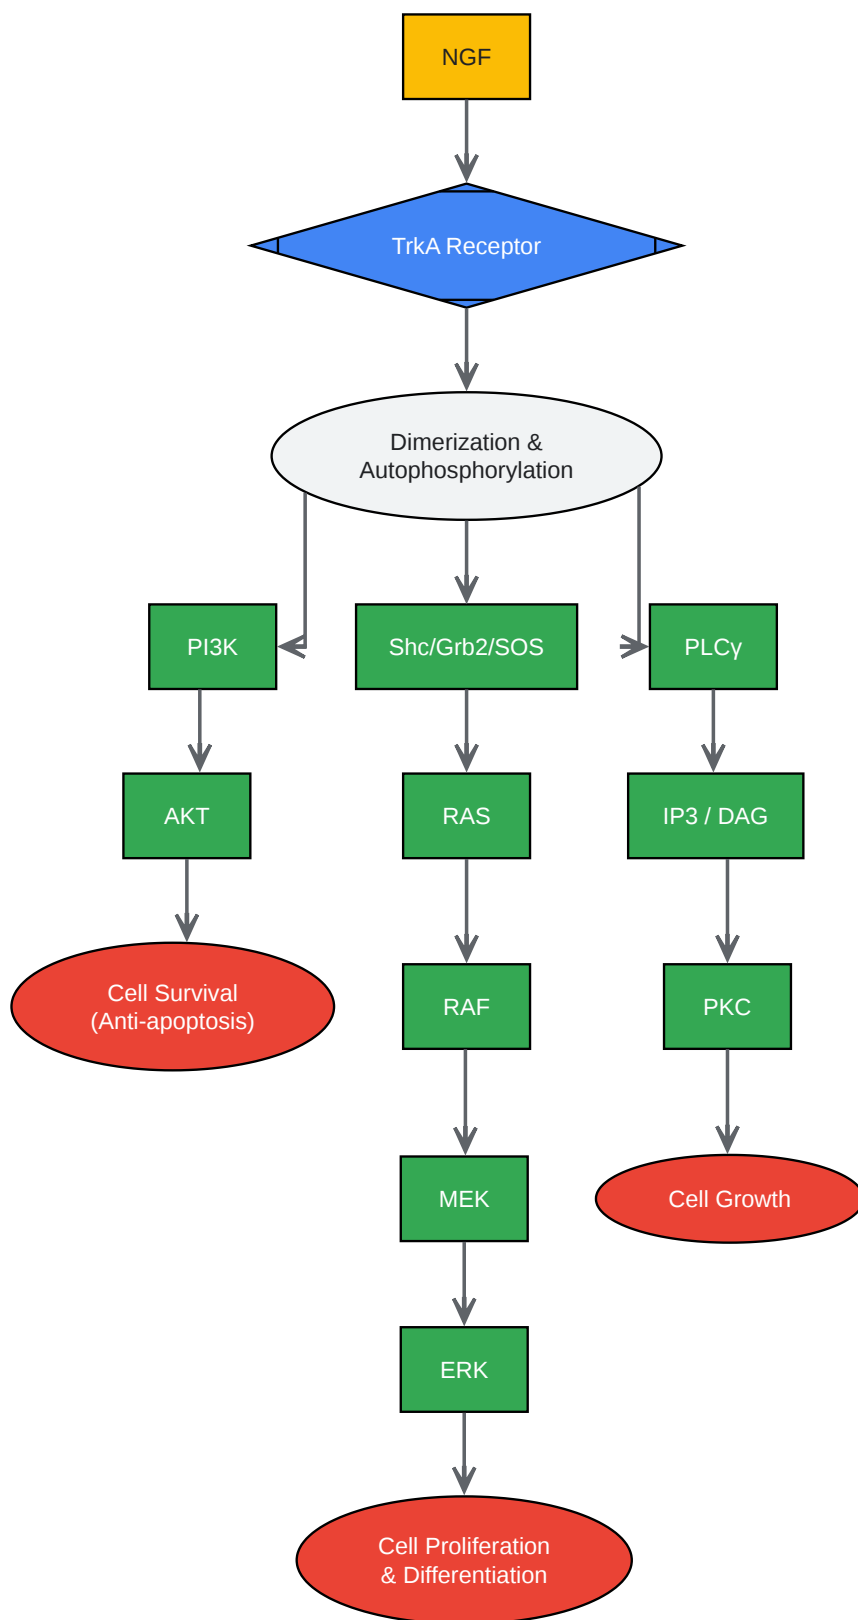 NGF
TrkA Receptor
Dimerization &
Autophosphorylation
PI3K
Shc/Grb2/SOS
PLCγ
AKT
RAS
IP3 / DAG
Cell Survival
(Anti-apoptosis)
RAF
PKC
MEK
Cell Growth
ERK
Cell Proliferation
& Differentiation